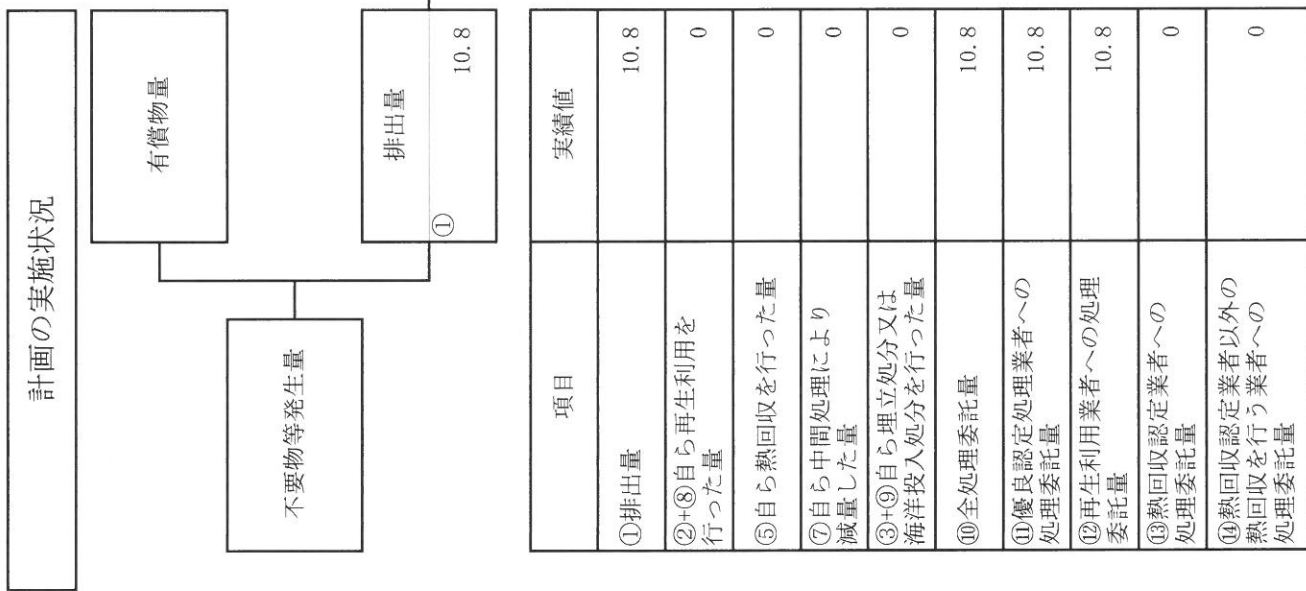 計画の実施状況
不要物等発生量
有償物量
排出量
①
10.8
項目
実績値
①排出量
10.8
②+⑧自ら再生利用を
行った量
0
⑤自ら熱回収を行った量
0
⑦自ら中間処理により
減量した量
0
③+⑨自ら埋立処分又は
海洋投入処分を行った量
0
⑩全処理委託量
10.8
⑪優良認定処理業者への
処理委託量
10.8
⑫再生利用業者への処理
委託量
10.8
⑬熱回収認定業者への
処理委託量
0
⑭熱回収認定業者以外の
熱回収を行う業者への
処理委託量
0